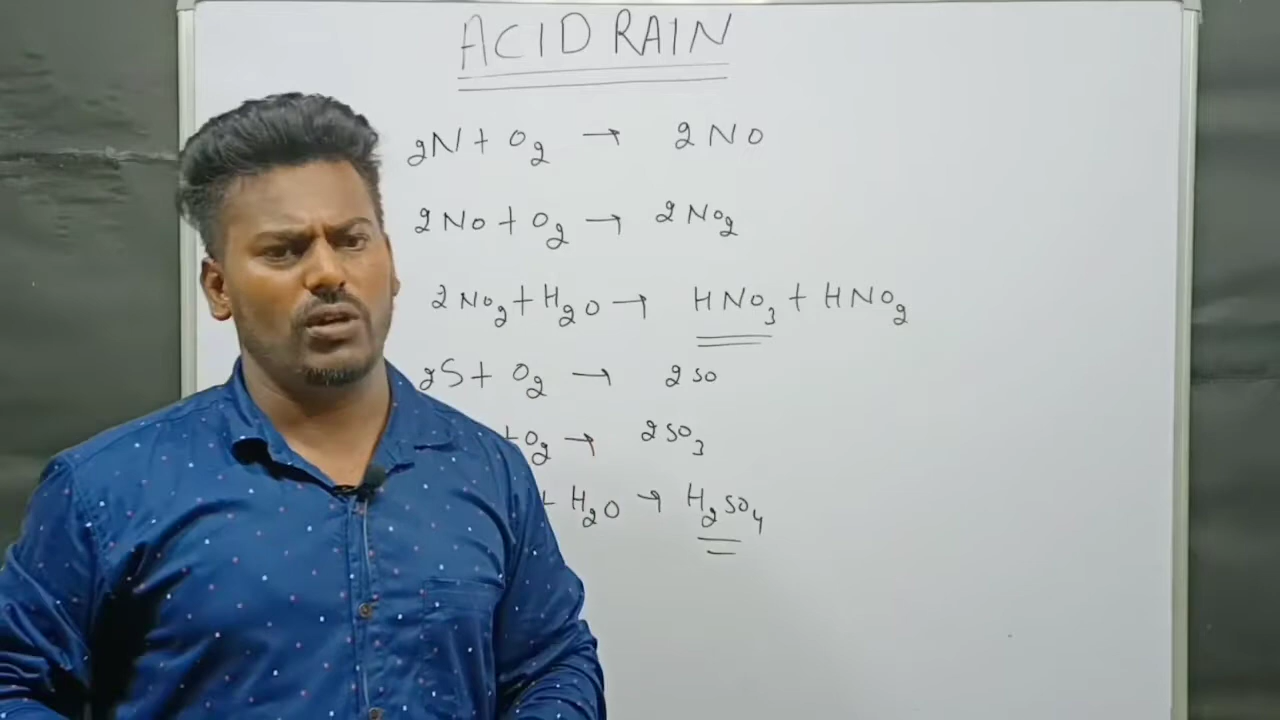 ACID RAIN
2N + O₂ → 2NO
2NO + O₂ → 2NO₂
2NO₂ + H₂O → HNO₃ + HNO₂
2S + O₂ → 2SO
+ O₂ → 2SO₃
+ H₂O → H₂SO₄